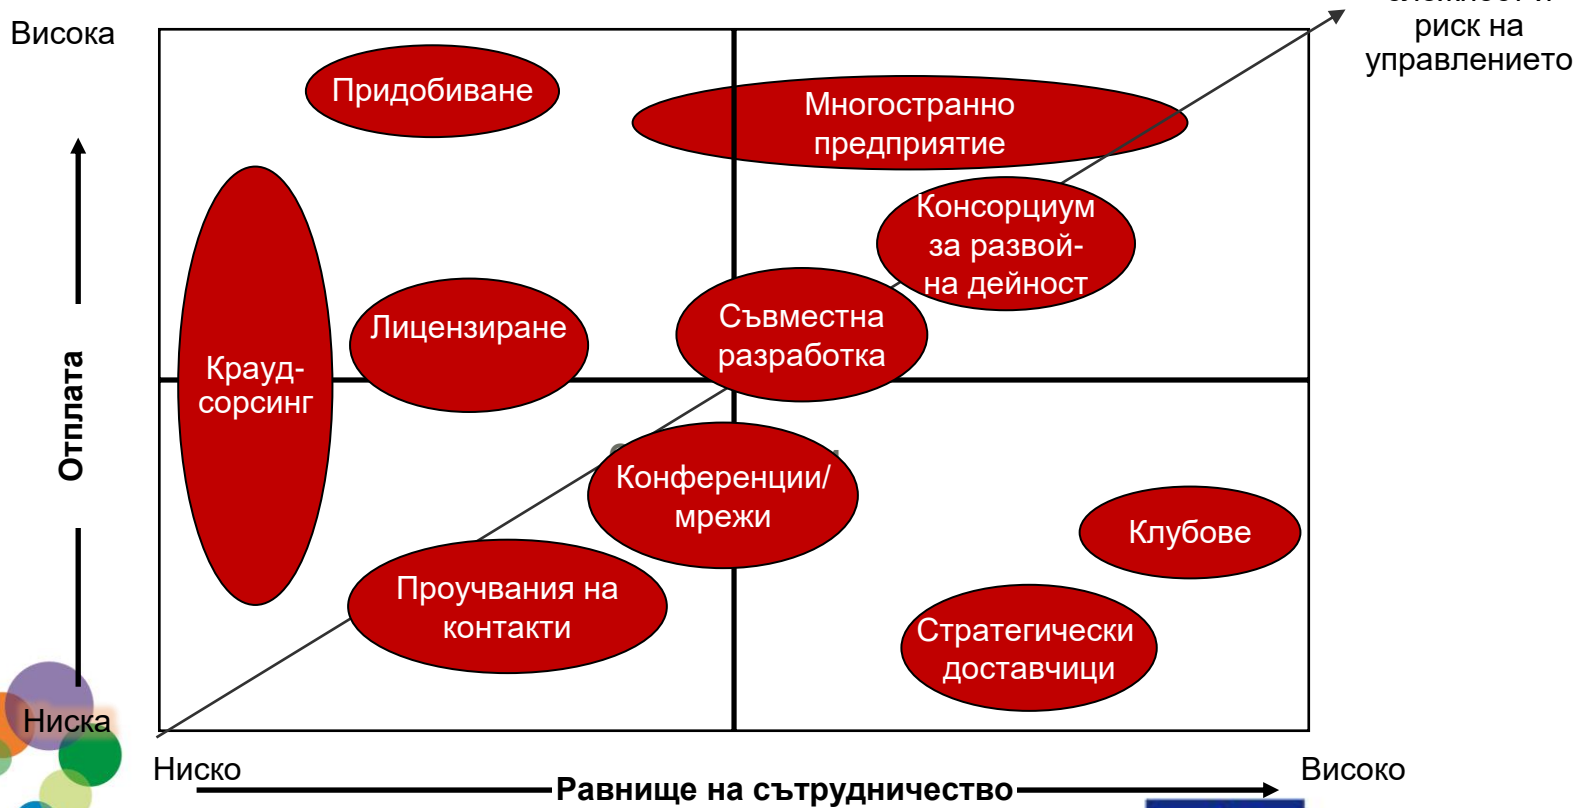 Висока
риск на
управлението
Придобиване
Многостранно
предприятие
Консорциум
за развой-
на дейност
Съвместна
разработка
Лицензиране
Крауд-
сорсинг
Отплата
Конференции/
мрежи
Клубове
Проучвания на
контакти
Стратегически
доставчици
Ниска
Ниско
Равнище на сътрудничество
Високо